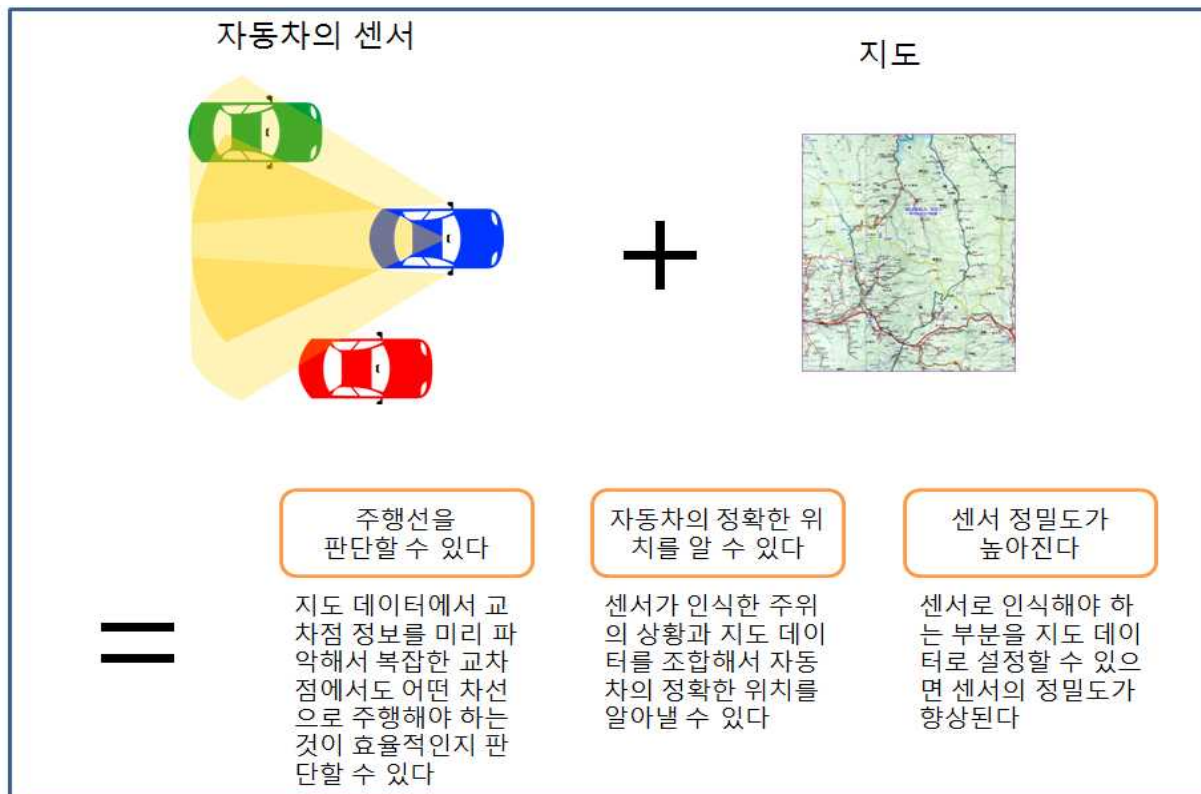 자동차의 센서
지도
+
=
주행선을
판단할 수 있다
자동차의 정확한 위
치를 알 수 있다
센서 정밀도가
높아진다
지도 데이터에서 교
차점 정보를 미리 파
악해서 복잡한 교차
점에서도 어떤 차선
으로 주행해야 하는
것이 효율적인지 판
단할 수 있다
센서가 인식한 주위
의 상황과 지도 데이
터를 조합해서 자동
차의 정확한 위치를
알아낼 수 있다
센서로 인식해야 하
는 부분을 지도 데이
터로 설정할 수 있으
면 센서의 정밀도가
향상된다